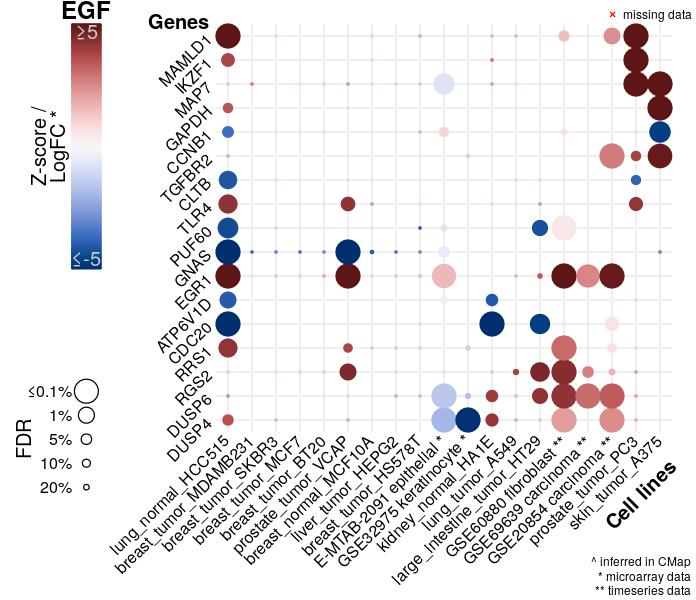 EGF
≥5
≤-5
Z-score /
LogFC *
FDR
≤0.1%
1%
5%
10%
20%
Genes
× missing data
MAMLD1
IKZF1
MAP7
GAPDH
CCNB1
TGFBR2
CLTB
TLR4
PUF60
GNAS
EGR1
ATP6V1D
CDC20
RRS1
RGS2
DUSP6
DUSP4
lung_normal_HCC515
breast_tumor_MDAMB231
breast_tumor_SKBR3
breast_tumor_MCF7
breast_tumor_BT20
prostate_tumor_VCAP
breast_normal_MCF10A
liver_tumor_HEPG2
breast_tumor_HS578T
E-MTAB-2091 epithelial *
GSE32975 keratinocyte *
kidney_normal_HA1E
lung_tumor_A549
large_intestine_tumor_HT29
GSE60880 fibroblast **
GSE69639 carcinoma **
GSE20854 carcinoma **
prostate_tumor_PC3
skin_tumor_A375
Cell lines
^ inferred in CMap
* microarray data
** timeseries data